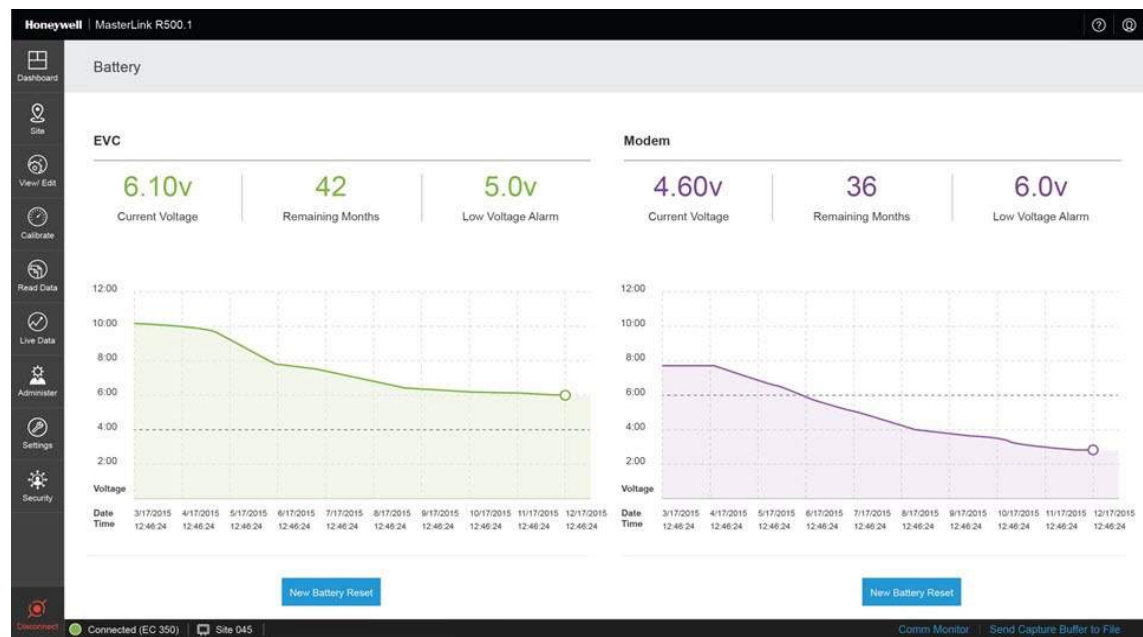 Honeywell | MasterLink R500.1
Dashboard
Site
View/ Edit
Calibrate
Read Data
Live Data
Administer
Settings
Security
Disconnect
Battery
EVC
6.10v
Current Voltage
42
Remaining Months
5.0v
Low Voltage Alarm
12:00
10:00
8:00
6:00
4:00
2:00
Voltage
Date 3/17/2015 4/17/2015 5/17/2015 6/17/2015 7/17/2015 8/17/2015 9/17/2015 10/17/2015 11/17/2015 12/17/2015
Time 12:46:24 12:46:24 12:46:24 12:46:24 12:46:24 12:46:24 12:46:24 12:46:24 12:46:24 12:46:24
New Battery Reset
Modem
4.60v
Current Voltage
36
Remaining Months
6.0v
Low Voltage Alarm
12:00
10:00
8:00
6:00
4:00
2:00
Voltage
Date 3/17/2015 4/17/2015 5/17/2015 6/17/2015 7/17/2015 8/17/2015 9/17/2015 10/17/2015 11/17/2015 12/17/2015
Time 12:46:24 12:46:24 12:46:24 12:46:24 12:46:24 12:46:24 12:46:24 12:46:24 12:46:24 12:46:24
New Battery Reset
Connected (EC 350) | Site 045 |
Comm Monitor | Send Capture Buffer to File